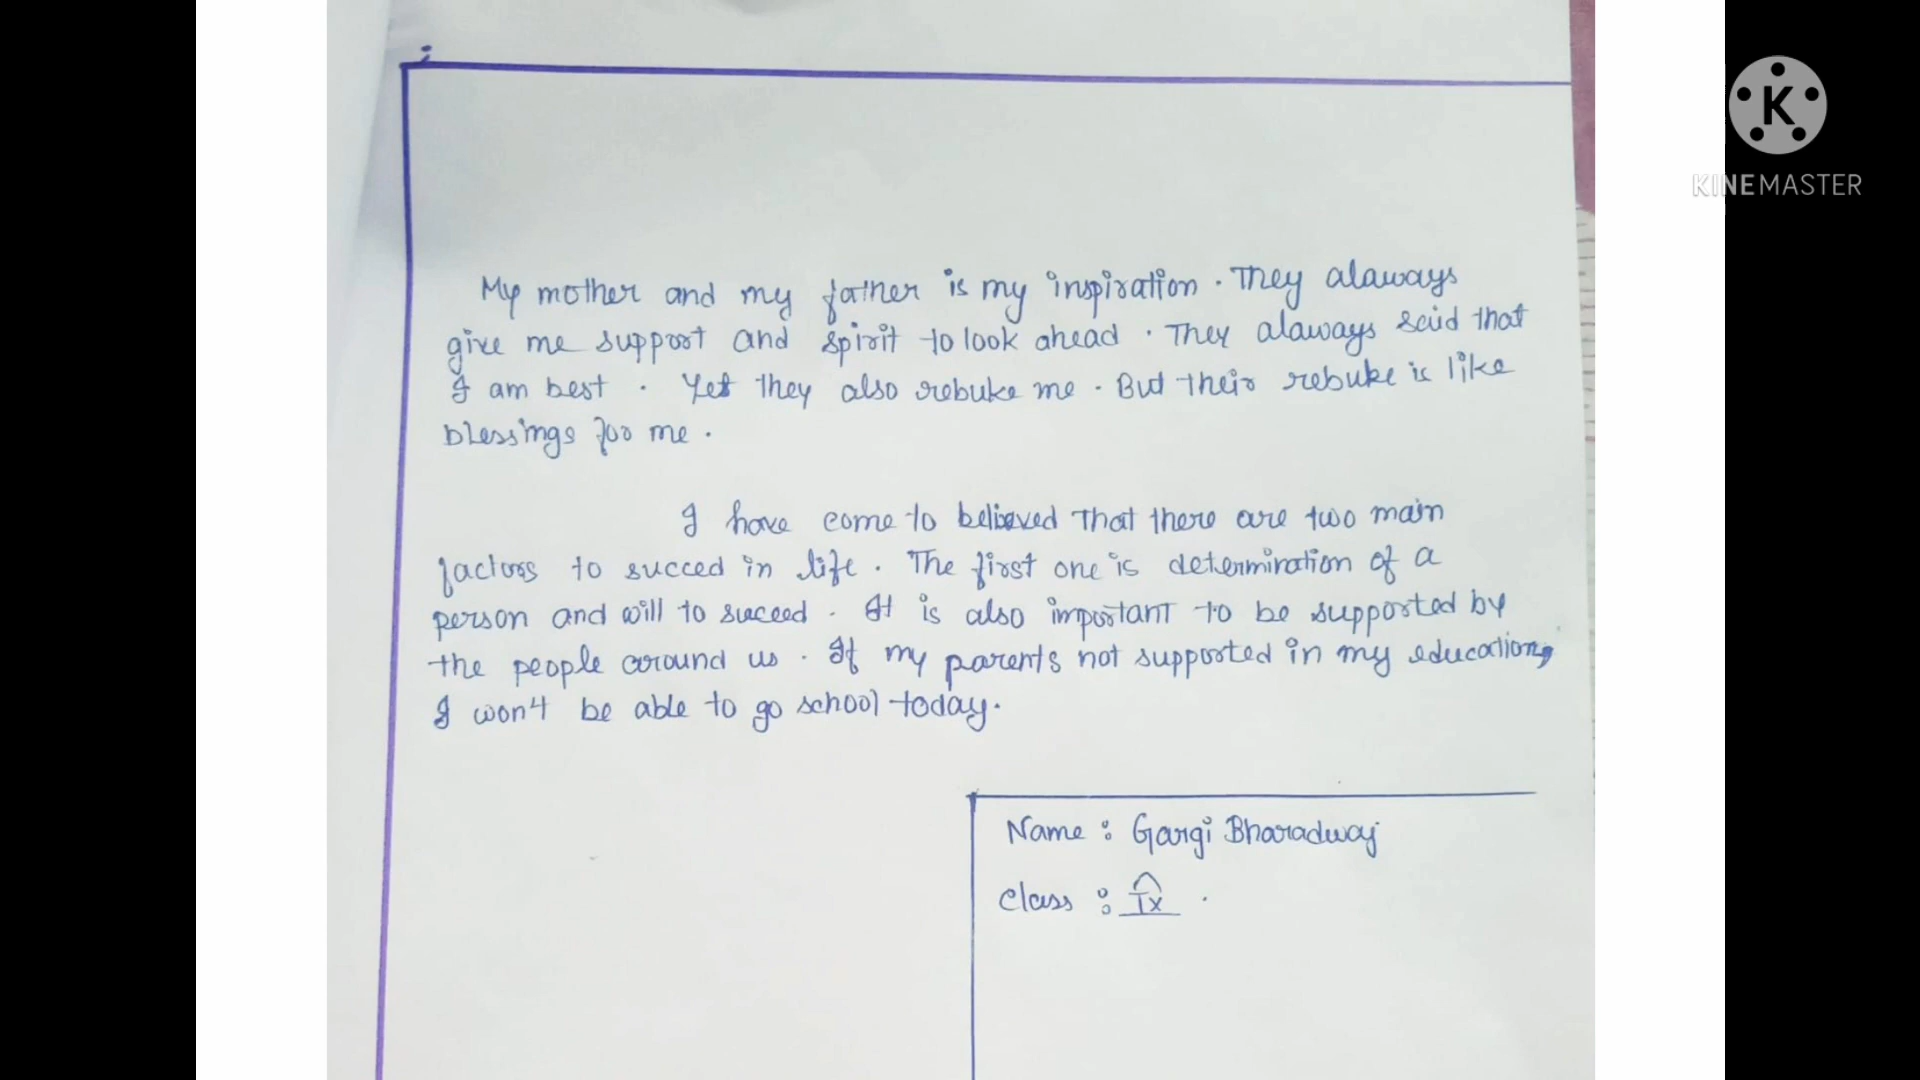 My mother and my father is my inspiration. They alaways
give me support and spirit to look ahead. They alaways said that
I am best. Yet they also rebuke me. But their rebuke is like
blessings for me.
I have come to believed that there are two main
factors to succed in life. The first one is determination of a
person and will to succeed. It is also important to be supported by
the people around us. If my parents not supported in my education,
I won't be able to go school today.
Name : Gargi Bharadwaj
Class : IX.
K
KINEMASTER